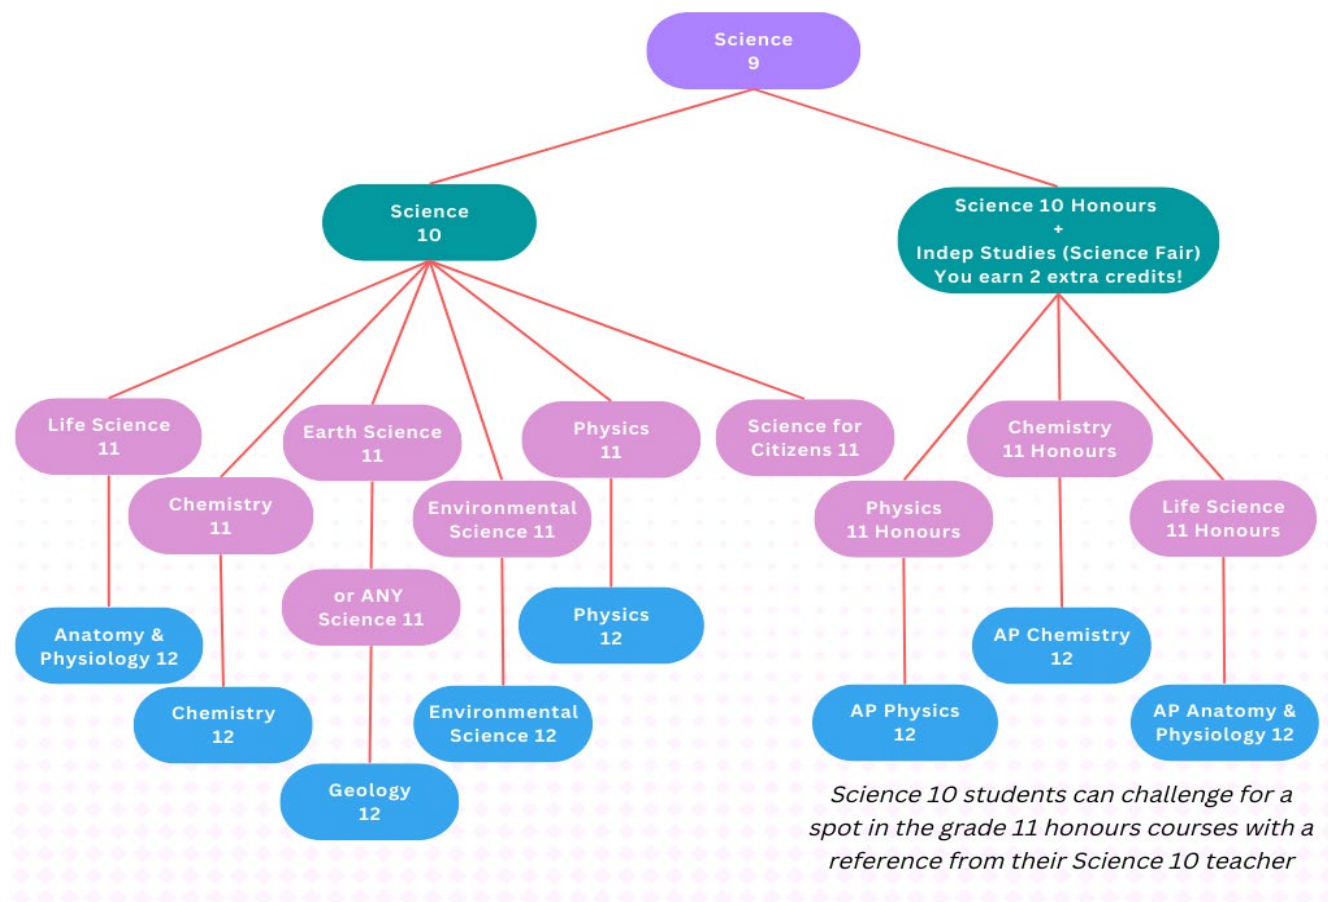 Science
9
Science
10
Science 10 Honours
+
Indep Studies (Science Fair)
You earn 2 extra credits!
Life Science
11
Earth Science
11
Physics
11
Science for
Citizens 11
Chemistry
11 Honours
Chemistry
11
Environmental
Science 11
Physics
11 Honours
Life Science
11 Honours
or ANY
Science 11
Anatomy &
Physiology 12
Physics
12
AP Chemistry
12
Chemistry
12
Environmental
Science 12
AP Physics
12
AP Anatomy &
Physiology 12
Geology
12
Science 10 students can challenge for a
spot in the grade 11 honours courses with a
reference from their Science 10 teacher